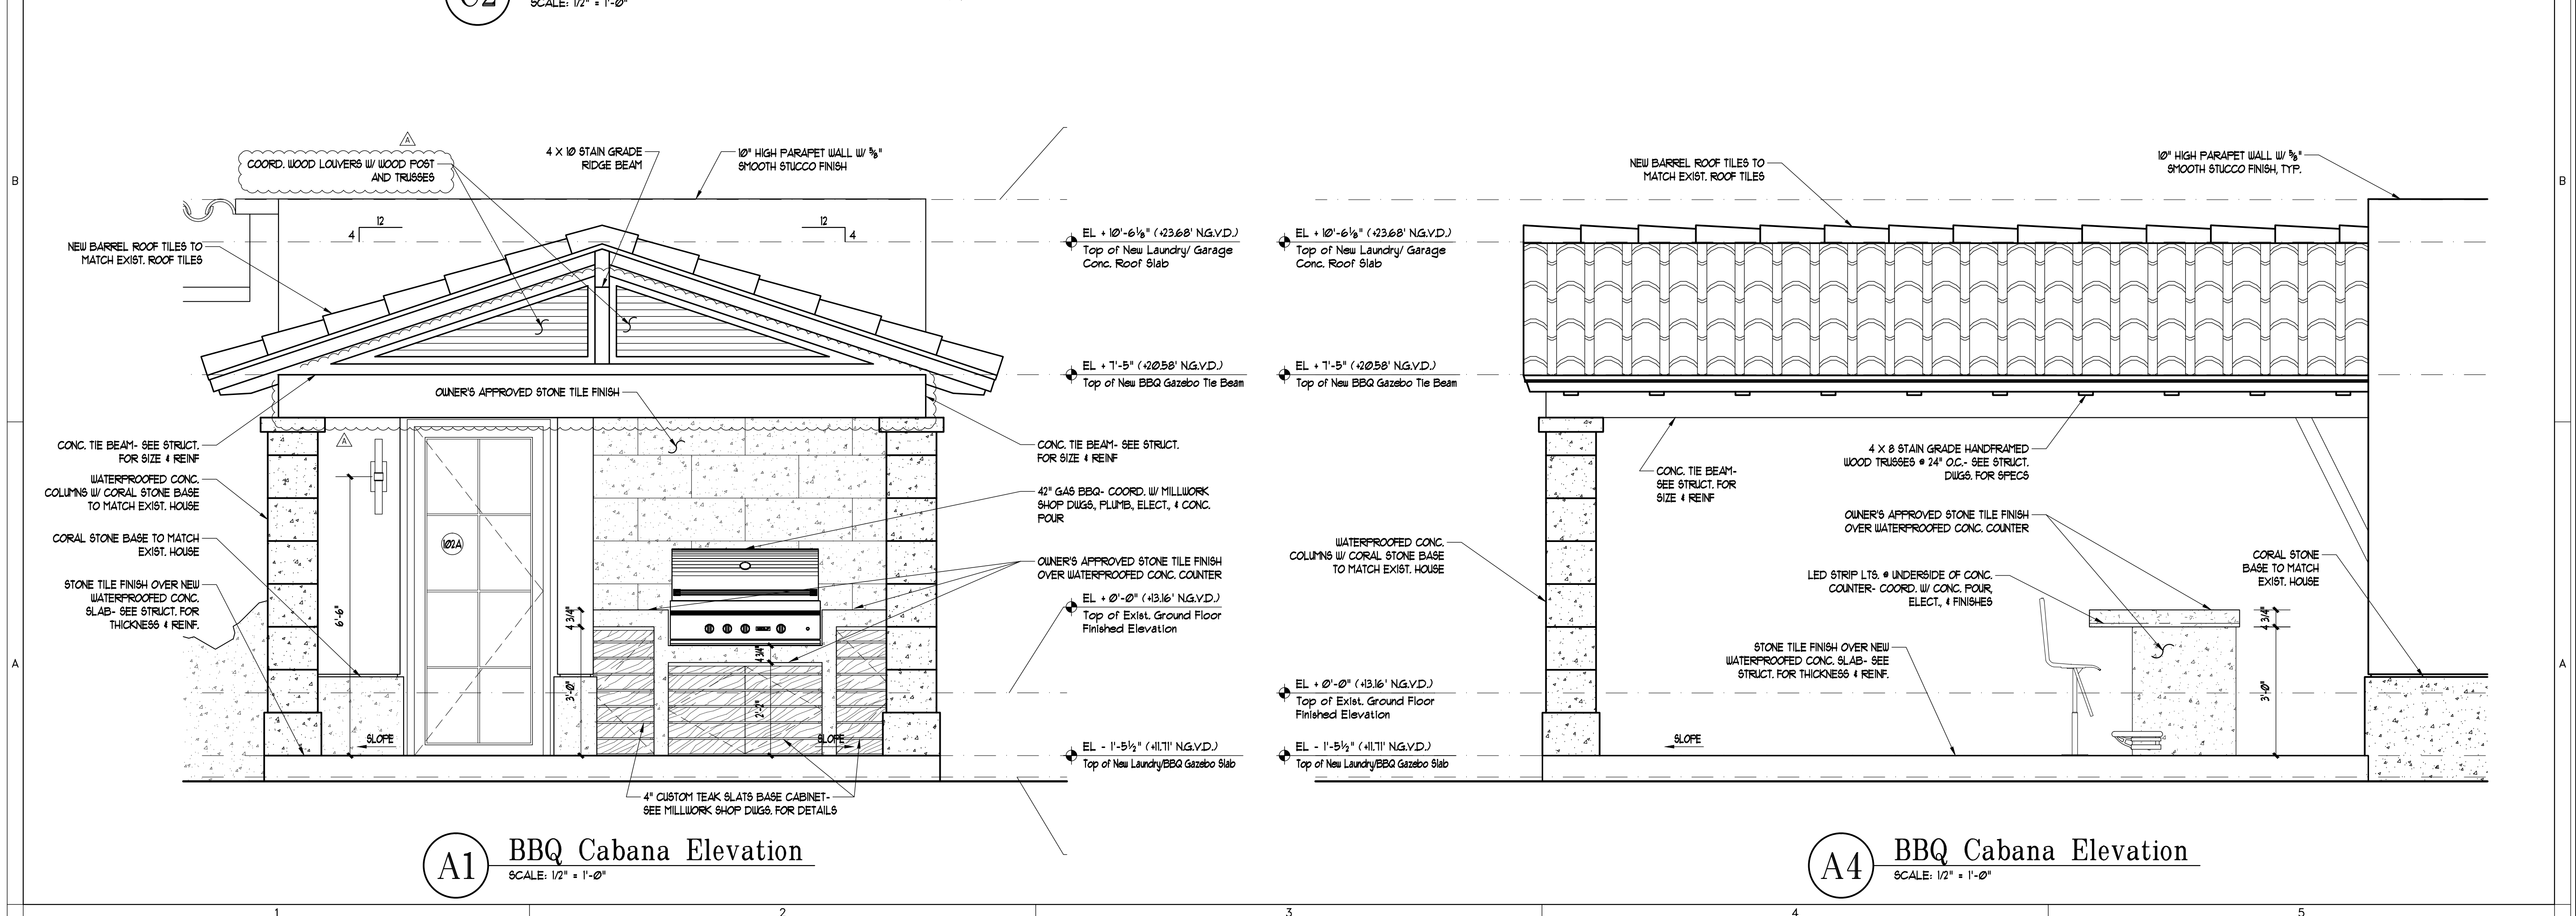 C2
SCALE: 1/2" = 1'-0"
COORD. WOOD LOUVERS W/ WOOD POST
AND TRUSSES
A
4 X 10 STAIN GRADE
RIDGE BEAM
10" HIGH PARAPET WALL W/ 5/8"
SMOOTH STUCCO FINISH
12
4
12
4
NEW BARREL ROOF TILES TO
MATCH EXIST. ROOF TILES
OWNER'S APPROVED STONE TILE FINISH
CONC. TIE BEAM- SEE STRUCT.
FOR SIZE & REINF
A
WATERPROOFED CONC.
COLUMNS W/ CORAL STONE BASE
TO MATCH EXIST. HOUSE
CORAL STONE BASE TO MATCH
EXIST. HOUSE
STONE TILE FINISH OVER NEW
WATERPROOFED CONC.
SLAB- SEE STRUCT. FOR
THICKNESS & REINF.
102A
6'-6"
4 3/4"
3'-0"
4 3/4"
2'-2"
SLOPE
SLOPE
CONC. TIE BEAM- SEE STRUCT.
FOR SIZE & REINF
42" GAS BBQ- COORD. W/ MILLWORK
SHOP DWGS., PLUMB., ELECT., & CONC.
POUR
OWNER'S APPROVED STONE TILE FINISH
OVER WATERPROOFED CONC. COUNTER
4" CUSTOM TEAK SLATS BASE CABINET-
SEE MILLWORK SHOP DWGS. FOR DETAILS
EL + 10'-6 1/8" (+23.68' N.G.V.D.)
Top of New Laundry/ Garage
Conc. Roof Slab
EL + 7'-5" (+20.58' N.G.V.D.)
Top of New BBQ Gazebo Tie Beam
EL + 0'-0" (+13.16' N.G.V.D.)
Top of Exist. Ground Floor
Finished Elevation
EL - 1'-5 1/2" (+11.71' N.G.V.D.)
Top of New Laundry/BBQ Gazebo Slab
A1
BBQ Cabana Elevation
SCALE: 1/2" = 1'-0"
EL + 10'-6 1/8" (+23.68' N.G.V.D.)
Top of New Laundry/ Garage
Conc. Roof Slab
EL + 7'-5" (+20.58' N.G.V.D.)
Top of New BBQ Gazebo Tie Beam
EL + 0'-0" (+13.16' N.G.V.D.)
Top of Exist. Ground Floor
Finished Elevation
EL - 1'-5 1/2" (+11.71' N.G.V.D.)
Top of New Laundry/BBQ Gazebo Slab
NEW BARREL ROOF TILES TO
MATCH EXIST. ROOF TILES
10" HIGH PARAPET WALL W/ 5/8"
SMOOTH STUCCO FINISH, TYP.
CONC. TIE BEAM-
SEE STRUCT. FOR
SIZE & REINF
4 X 8 STAIN GRADE HANDFRAMED
WOOD TRUSSES @ 24" O.C.- SEE STRUCT.
DWGS. FOR SPECS
OWNER'S APPROVED STONE TILE FINISH
OVER WATERPROOFED CONC. COUNTER
WATERPROOFED CONC.
COLUMNS W/ CORAL STONE BASE
TO MATCH EXIST. HOUSE
LED STRIP LTS. @ UNDERSIDE OF CONC.
COUNTER- COORD. W/ CONC. POUR,
ELECT., & FINISHES
CORAL STONE
BASE TO MATCH
EXIST. HOUSE
STONE TILE FINISH OVER NEW
WATERPROOFED CONC. SLAB- SEE
STRUCT. FOR THICKNESS & REINF.
4 3/4"
3'-0"
SLOPE
A4
BBQ Cabana Elevation
SCALE: 1/2" = 1'-0"
B
A
B
A
1
2
3
4
5